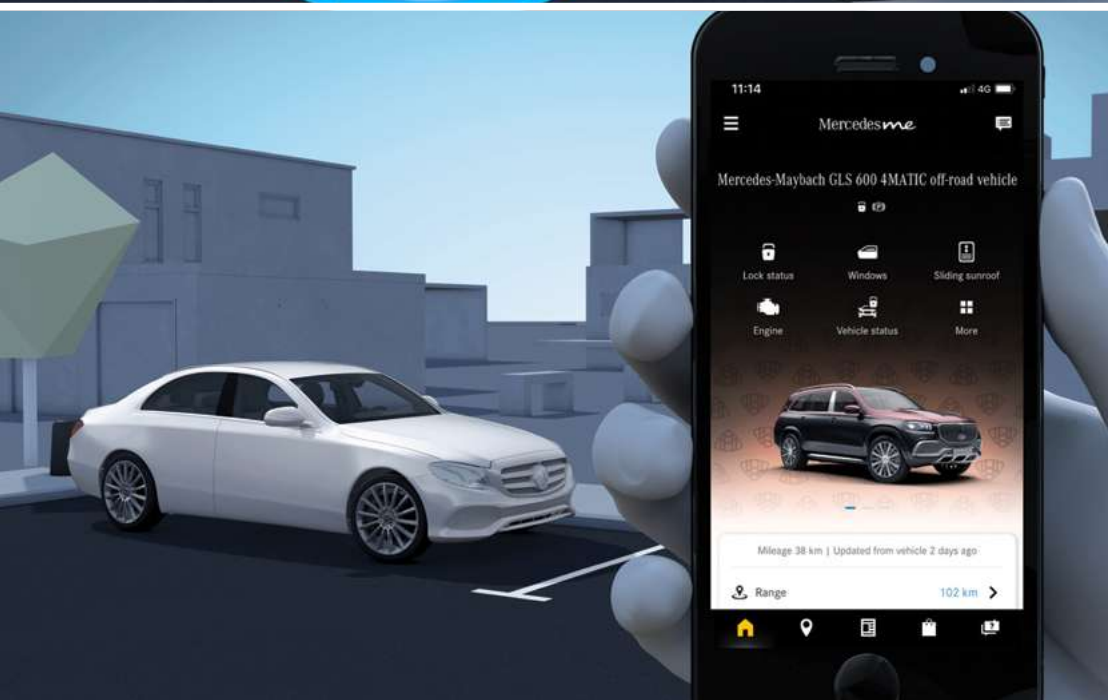 11:14
4G
Mercedes me
Mercedes-Maybach GLS 600 4MATIC off-road vehicle
Lock status Windows Sliding sunroof
Engine Vehicle status More
Mileage 38 km | Updated from vehicle 2 days ago
Range 102 km